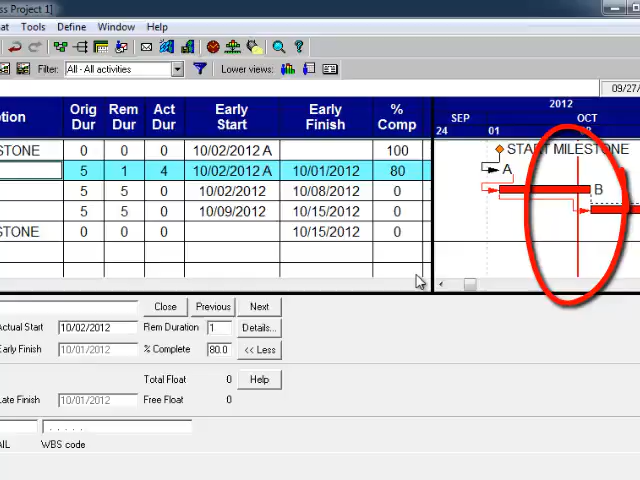 ess Project 1]
at Tools Define Window Help
Filter: All - All activities Lower views:
09/27/
ption Orig Dur Rem Dur Act Dur Early Start Early Finish % Comp
2012
SEP OCT
24 01
STONE 0 0 0 10/02/2012 A 100 START MILESTONE
5 1 4 10/02/2012 A 10/01/2012 80 A
5 5 0 10/02/2012 10/08/2012 0 B
5 5 0 10/09/2012 10/15/2012 0
STONE 0 0 0 10/15/2012 0
Close Previous Next
Actual Start 10/02/2012 Rem Duration 1 Details...
Early Finish 10/01/2012 % Complete 80.0 << Less
Total Float 0 Help
Late Finish 10/01/2012 Free Float 0
AIL WBS code